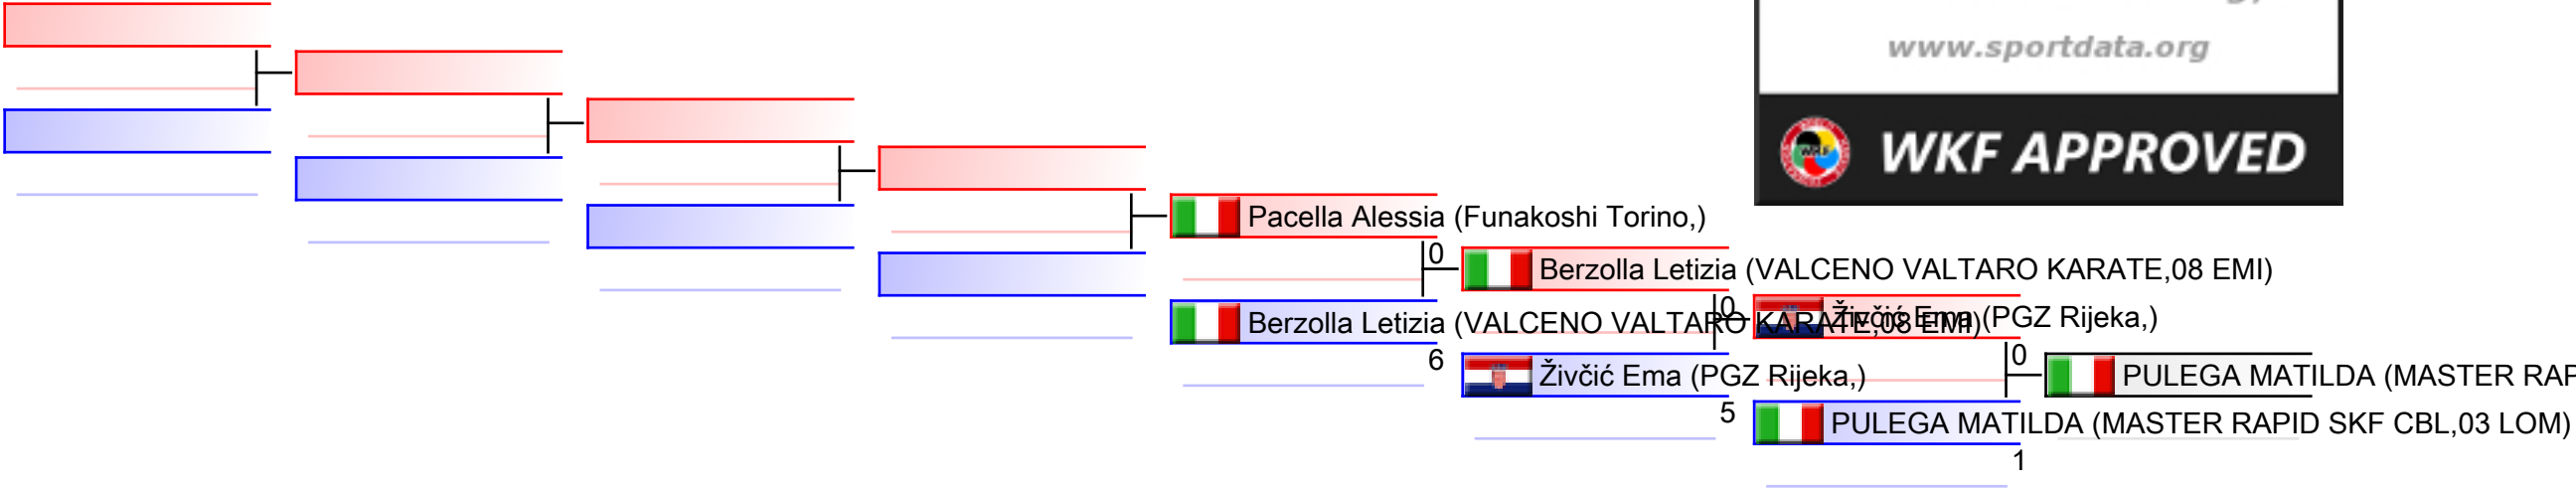 www.sportdata.org
WKF APPROVED
Pacella Alessia (Funakoshi Torino,)
0
Berzolla Letizia (VALCENO VALTARO KARATE,08 EMI)
0
Živčić Ema (PGZ Rijeka,)
Berzolla Letizia (VALCENO VALTARO KARATE,08 EMI)
6
0
Živčić Ema (PGZ Rijeka,)
PULEGA MATILDA (MASTER RAP
5
PULEGA MATILDA (MASTER RAPID SKF CBL,03 LOM)
1